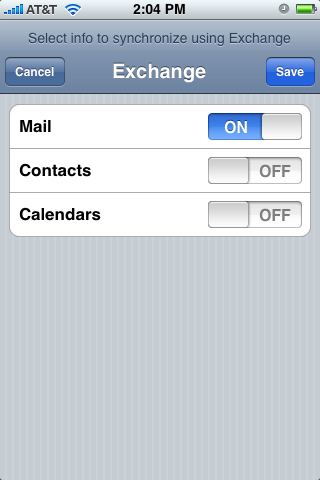 AT&T 2:04 PM
Select info to synchronize using Exchange
Cancel Exchange Save
Mail ON
Contacts OFF
Calendars OFF